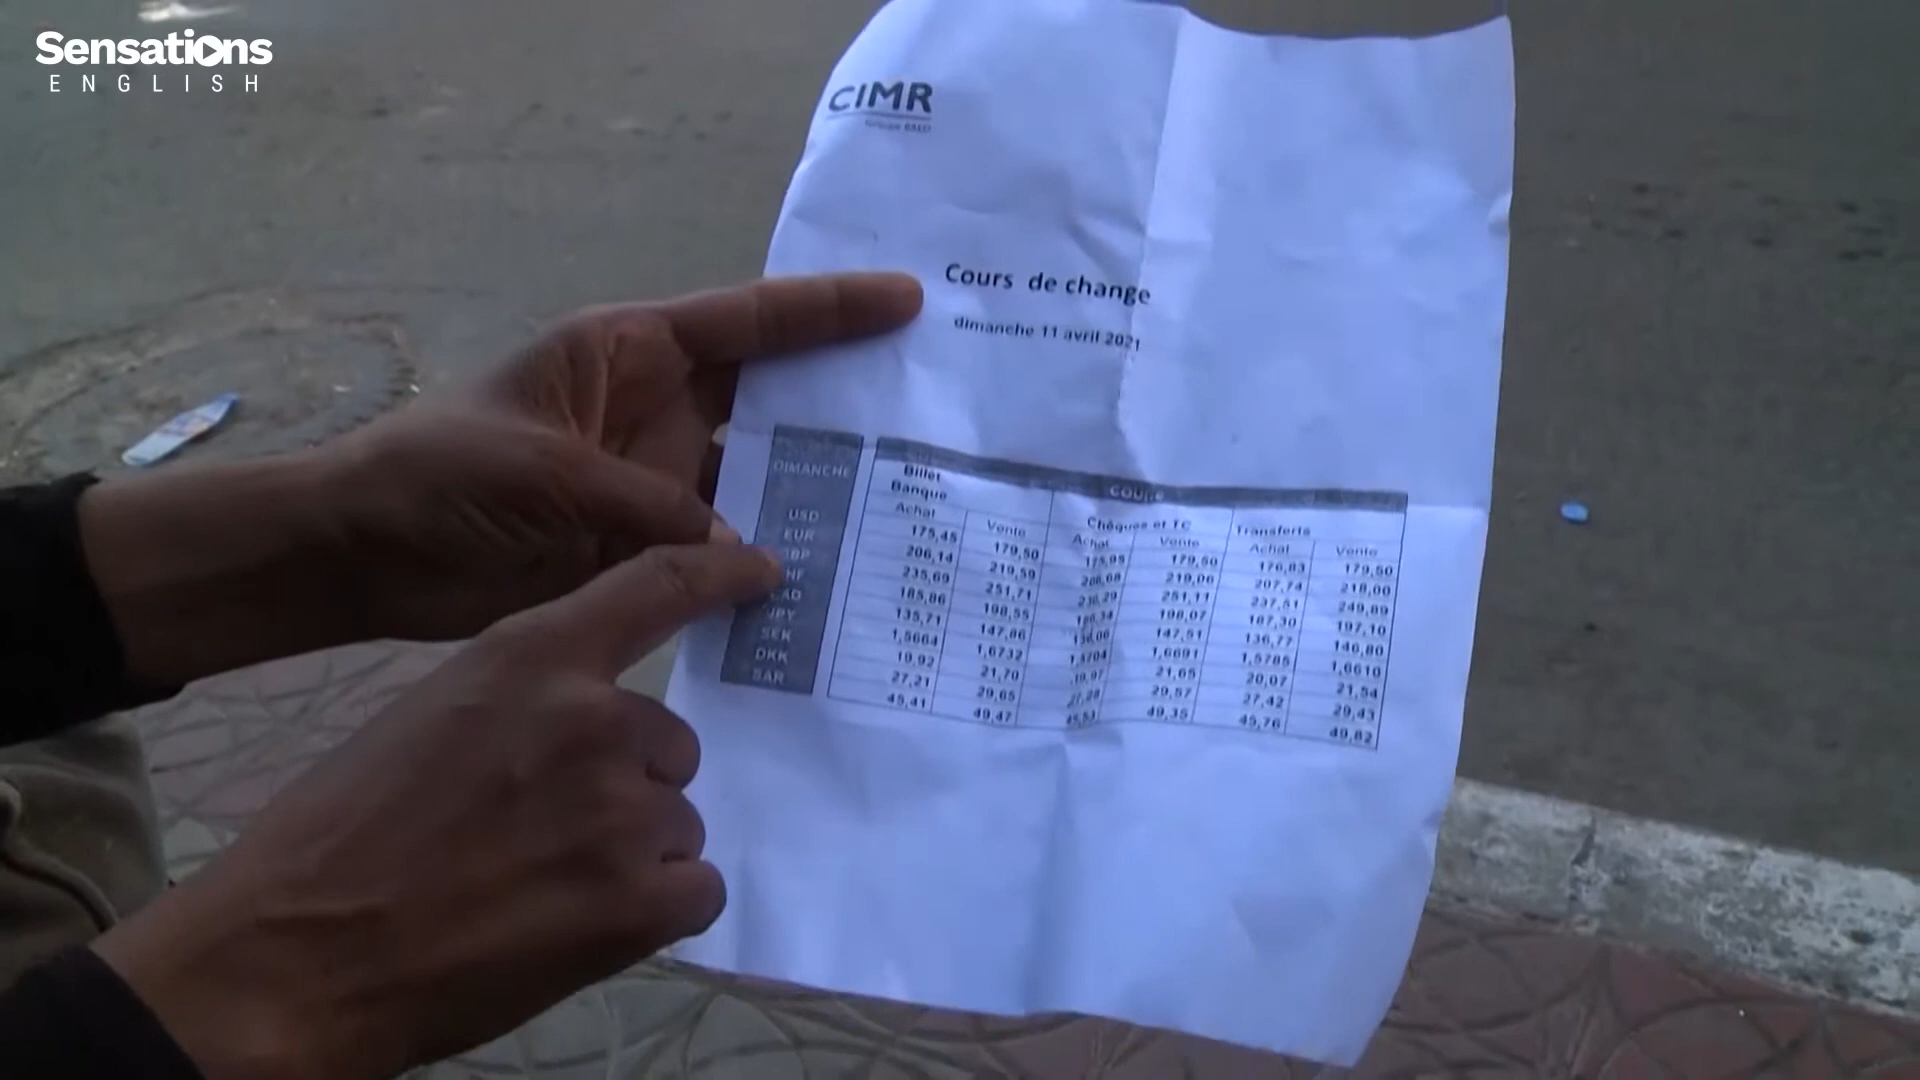 Sensations
ENGLISH
CIMR
Cours de change
dimanche 11 avril 2021
DIMANCHE
Billet
Banque
Chèques et TC
Transferts
Achat Vente Achat Vente Achat Vente
USD 175,45 179,50 175,95 179,50 176,83 179,50
EUR 206,14 219,59 219,06 207,74 218,00
235,69 251,71 251,11 237,51 249,89
185,86 198,55 198,07 187,30 197,10
135,71 147,86 147,51 136,77 146,80
JPY 1,5664 1,6732 1,6691 1,5785 1,6610
SEK 19,92 21,70 19,97 21,65 20,07 21,54
DKK 27,21 29,65 29,57 27,42 29,43
SAR 45,41 49,47 49,35 45,76